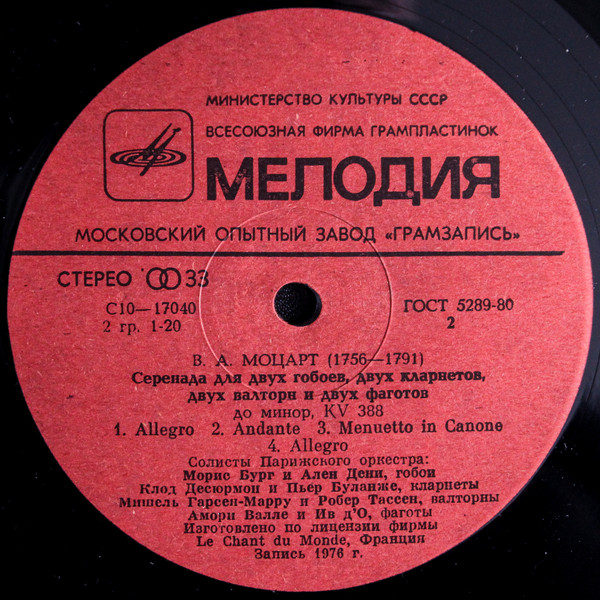 МИНИСТЕРСТВО КУЛЬТУРЫ СССР
ВСЕСОЮЗНАЯ ФИРМА ГРАМПЛАСТИНОК
МЕЛОДИЯ
МОСКОВСКИЙ ОПЫТНЫЙ ЗАВОД «ГРАМЗАПИСЬ»
СТЕРЕО 33
С10—17040 ГОСТ 5289-80
2 гр. 1-20 2
В. А. МОЦАРТ (1756—1791)
Серенада для двух гобоев, двух кларнетов,
двух валторн и двух фаготов
до минор, KV 388
1. Allegro 2. Andante 3. Menuetto in Canone
4. Allegro
Солисты Парижского оркестра:
Морис Бург и Ален Дени, гобои
Клод Десюрмон и Пьер Буланже, кларнеты
Мишель Гарсен-Марру и Робер Тассен, валторны
Амори Валле и Ив д'О, фаготы
Изготовлено по лицензии фирмы
Le Chant du Monde, Франция
Запись 1976 г.